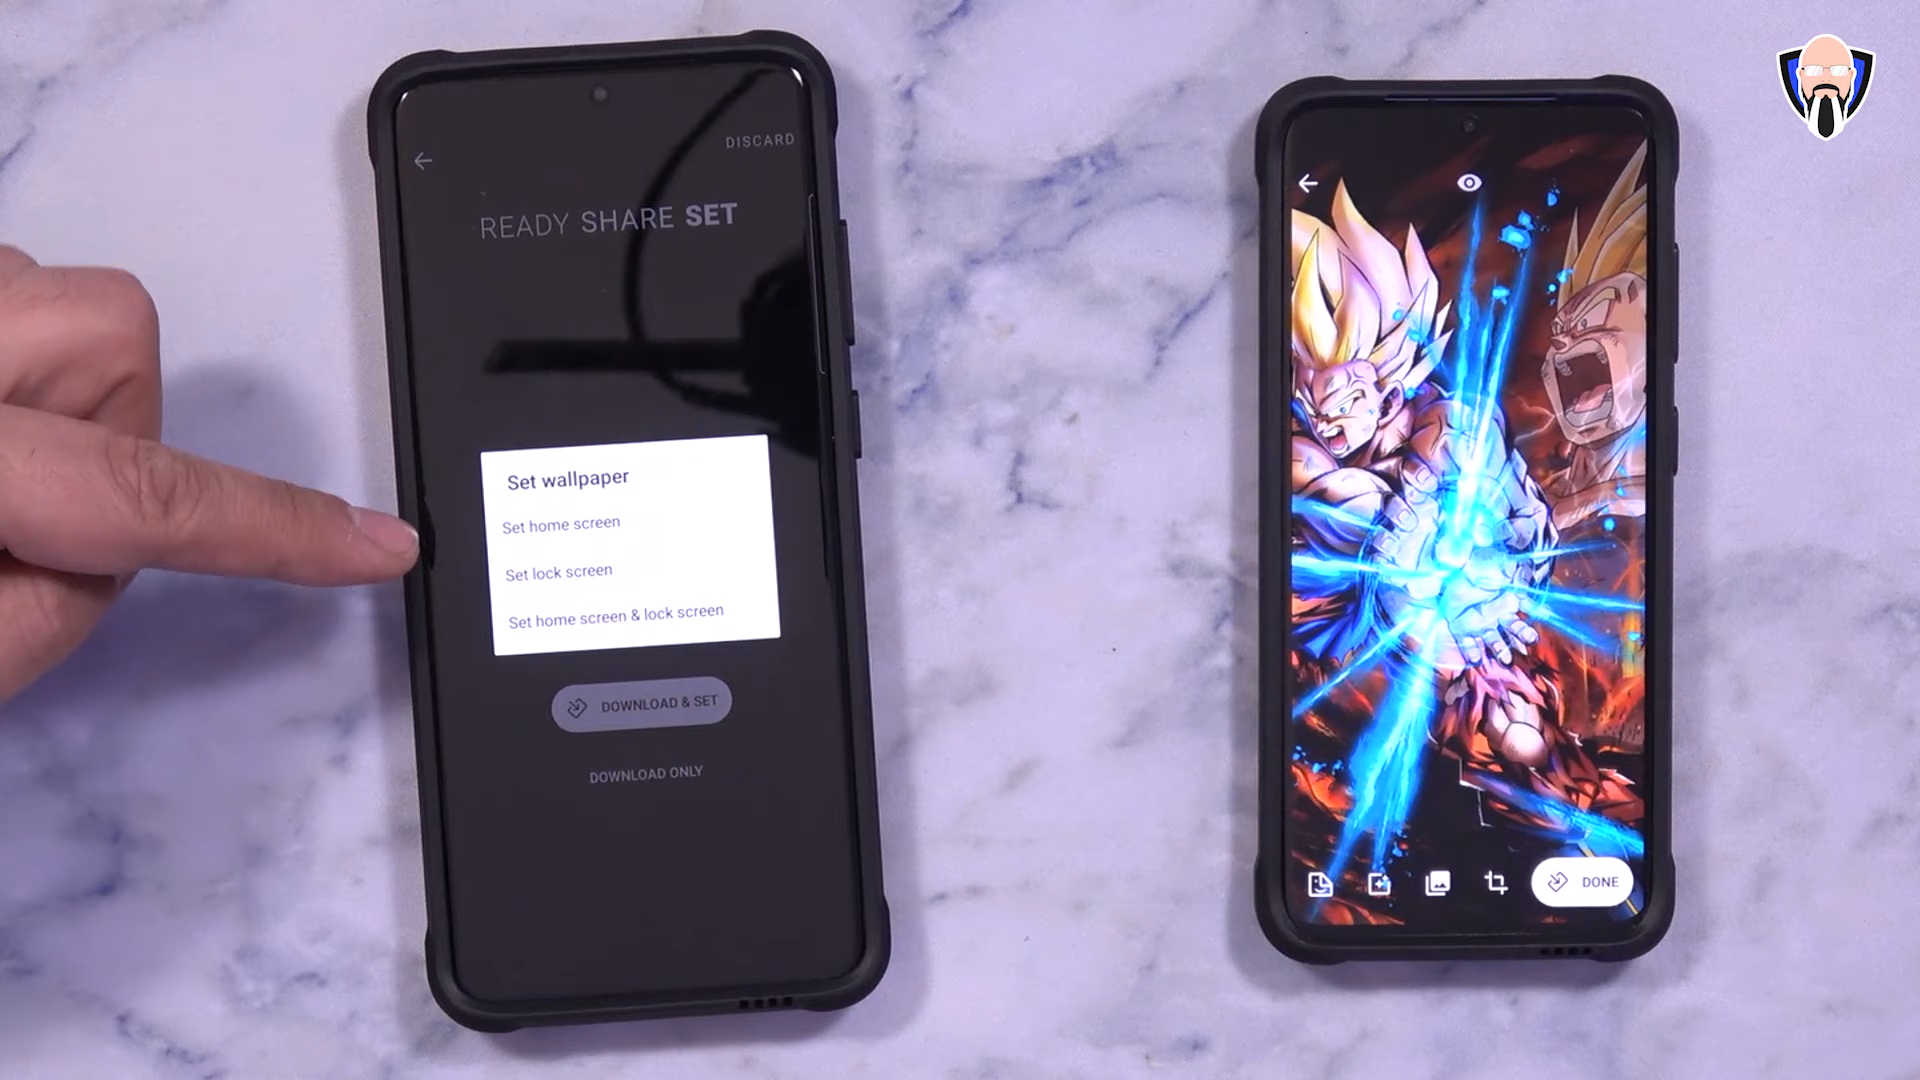 DISCARD
READY SHARE SET
Set wallpaper
Set home screen
Set lock screen
Set home screen & lock screen
DOWNLOAD & SET
DOWNLOAD ONLY
DONE